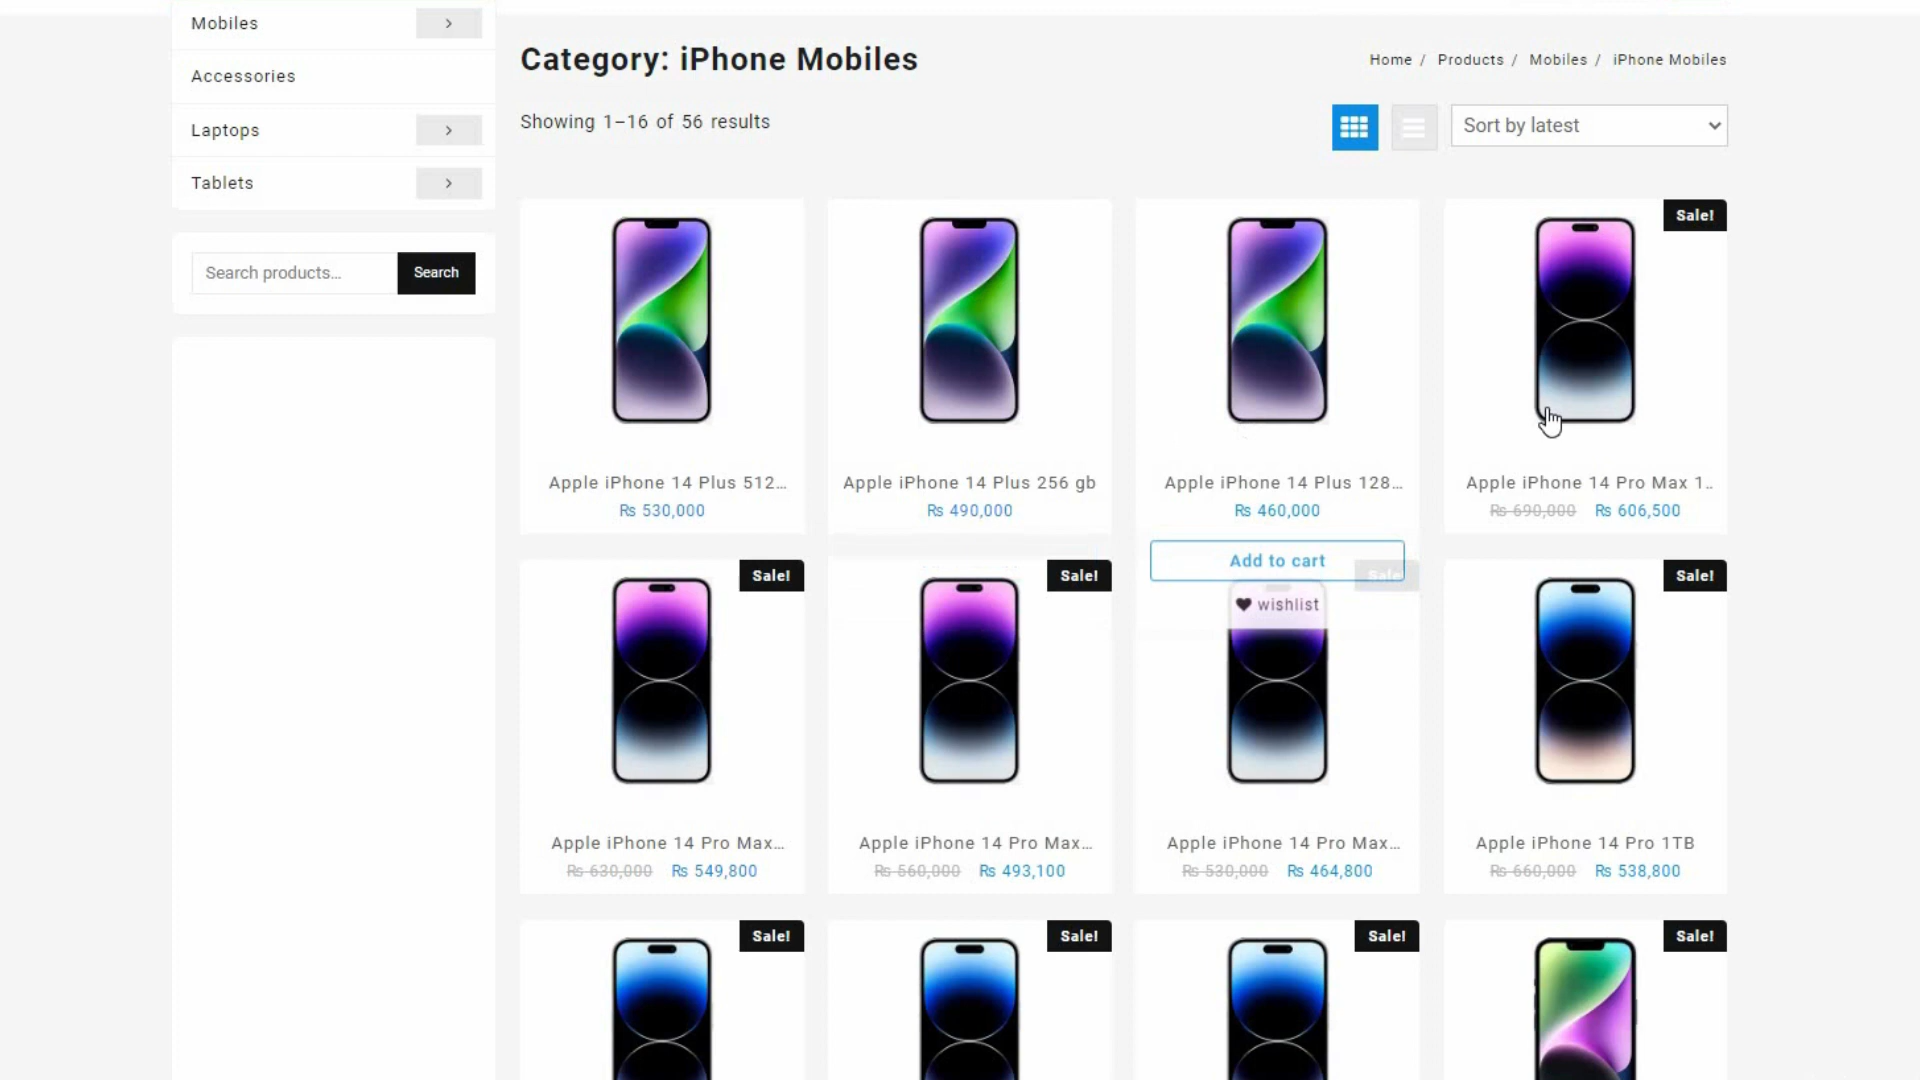 Mobiles
Accessories
Laptops
Tablets
Search products…
Search
Category: iPhone Mobiles
Home / Products / Mobiles / iPhone Mobiles
Showing 1–16 of 56 results
Sort by latest
Sale!
Apple iPhone 14 Plus 512…
₨ 530,000
Apple iPhone 14 Plus 256 gb
₨ 490,000
Apple iPhone 14 Plus 128…
₨ 460,000
Add to cart
wishlist
Apple iPhone 14 Pro Max 1…
₨ 690,000 ₨ 606,500
Sale!
Sale!
Sale!
Sale!
Apple iPhone 14 Pro Max…
₨ 630,000 ₨ 549,800
Apple iPhone 14 Pro Max…
₨ 560,000 ₨ 493,100
Apple iPhone 14 Pro Max…
₨ 530,000 ₨ 464,800
Apple iPhone 14 Pro 1TB
₨ 660,000 ₨ 538,800
Sale!
Sale!
Sale!
Sale!